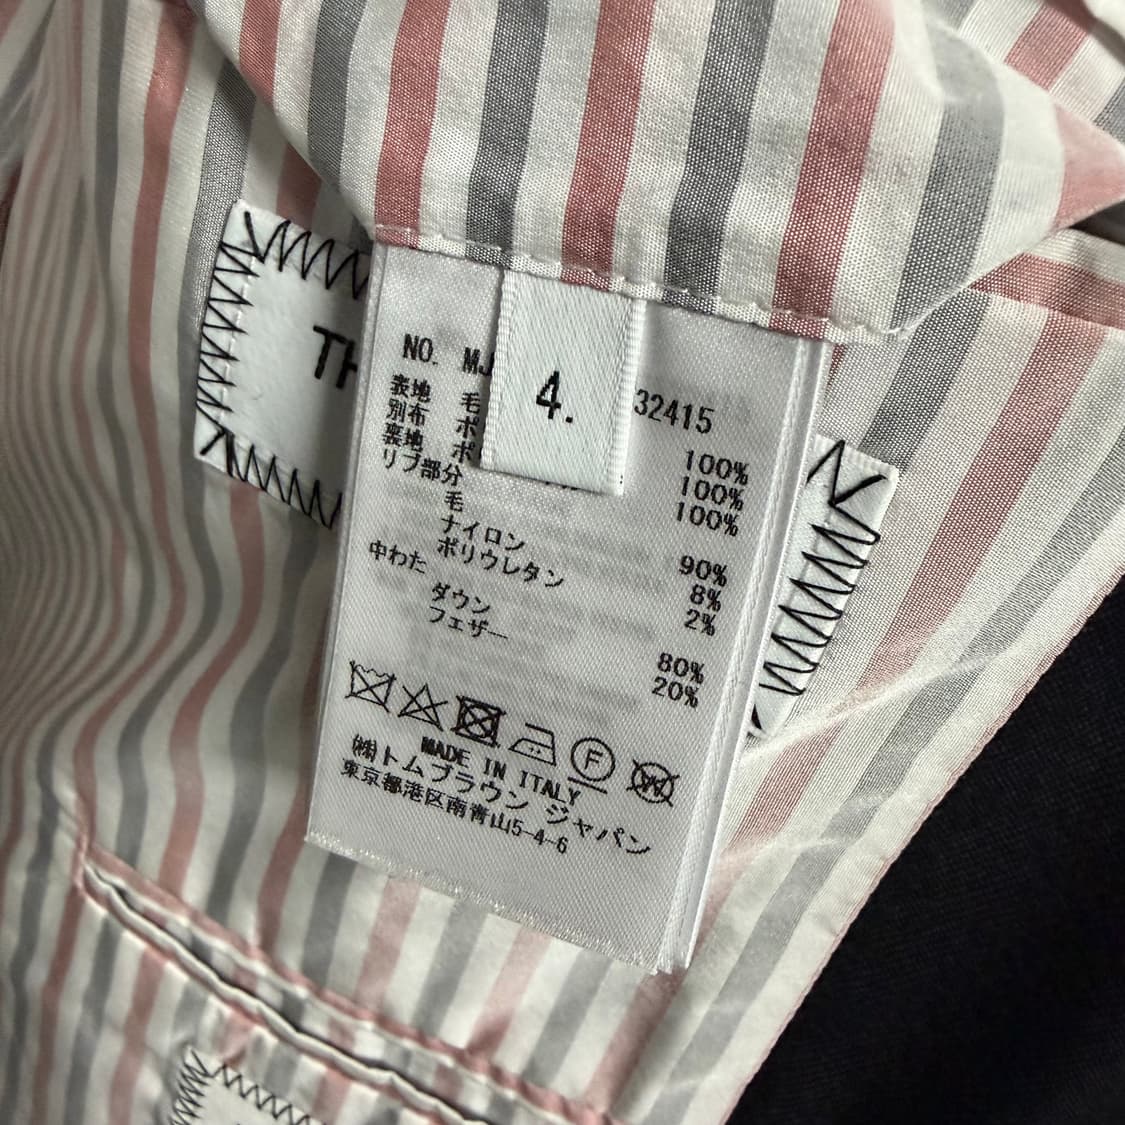 TH
NO. MJ 32415
4.
表地 毛 100%
別布 ポ 100%
裏地 ポ 100%
リブ部分
毛 90%
ナイロン 8%
ポリウレタン 2%
中わた
ダウン 80%
フェザー 20%
F
W
MADE IN ITALY
㈱トムブラウン ジャパン
東京都港区南青山5-4-6